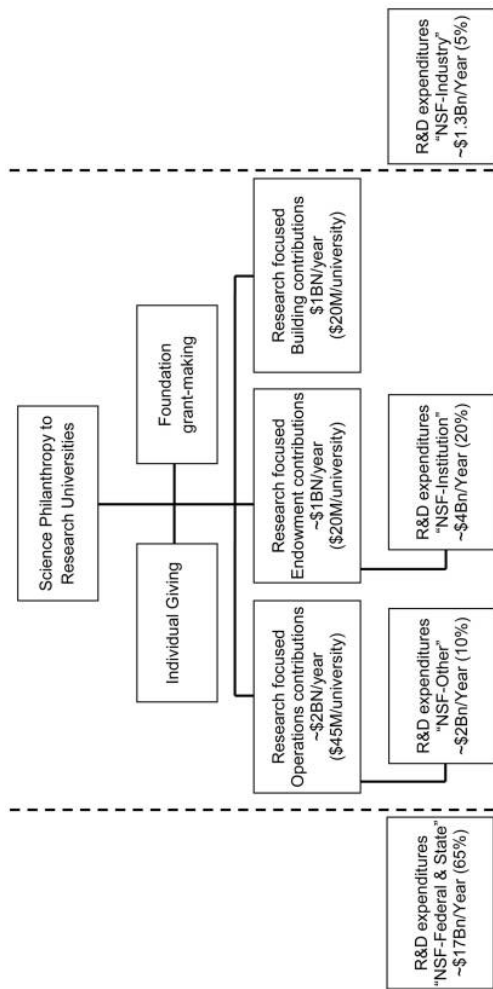 Science Philanthropy to
Research Universities
Individual Giving
Foundation
grant-making
Research focused
Operations contributions
~$2BN/year
($45M/university)
Research focused
Endowment contributions
~$1BN/year
($20M/university)
Research focused
Building contributions
$1BN/year
($20M/university)
R&D expenditures
"NSF-Federal & State"
~$17Bn/Year (65%)
R&D expenditures
"NSF-Other"
~$2Bn/Year (10%)
R&D expenditures
"NSF-Institution"
~$4Bn/Year (20%)
R&D expenditures
"NSF-Industry"
~$1.3Bn/Year (5%)